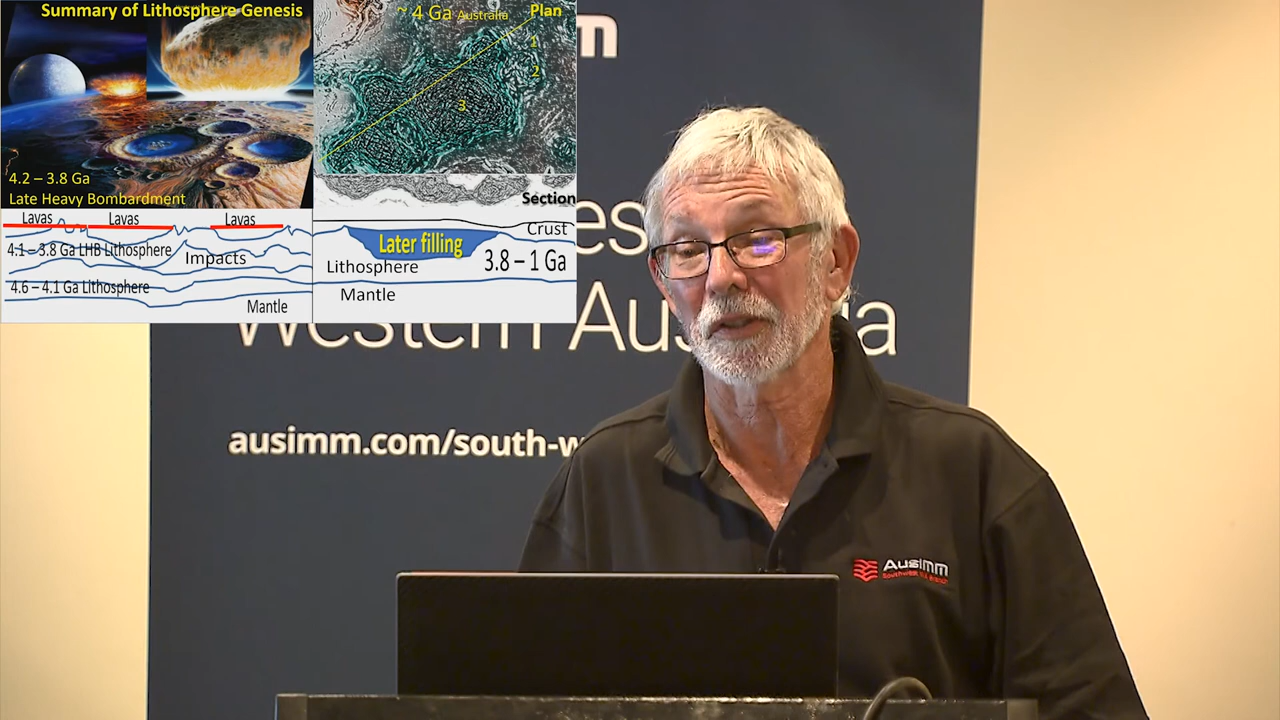 Summary of Lithosphere Genesis
4.2 – 3.8 Ga
Late Heavy Bombardment
Lavas
Lavas
Lavas
4.1 – 3.8 Ga LHB Lithosphere
Impacts
4.6 – 4.1 Ga Lithosphere
Mantle
~ 4 Ga Australia
Plan
1
2
3
Section
Crust
Later filling
3.8 – 1 Ga
Lithosphere
Mantle
m
es
Western Au
ia
ausimm.com/south-w
AusIMM